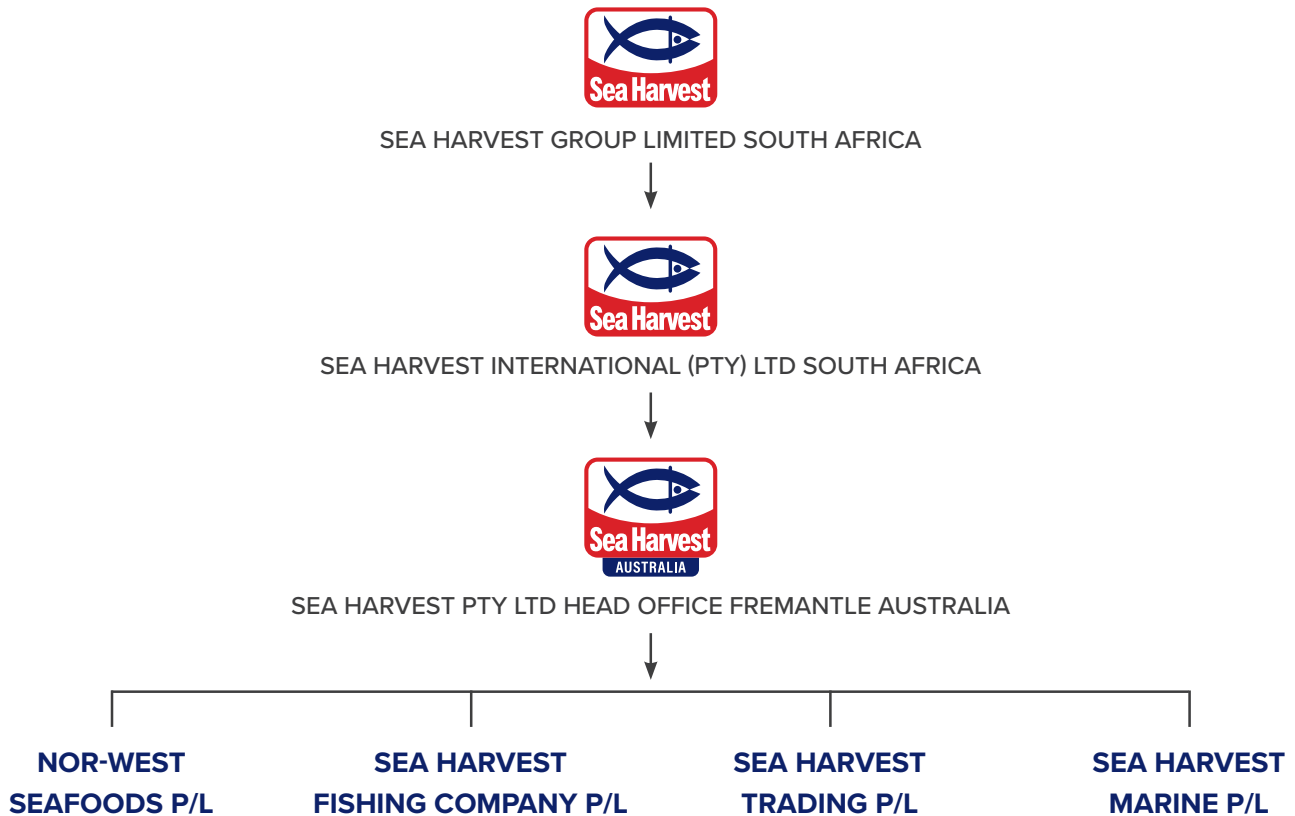 Sea Harvest
SEA HARVEST GROUP LIMITED SOUTH AFRICA
Sea Harvest
SEA HARVEST INTERNATIONAL (PTY) LTD SOUTH AFRICA
Sea Harvest
AUSTRALIA
SEA HARVEST PTY LTD HEAD OFFICE FREMANTLE AUSTRALIA
NOR-WEST
SEAFOODS P/L
SEA HARVEST
FISHING COMPANY P/L
SEA HARVEST
TRADING P/L
SEA HARVEST
MARINE P/L